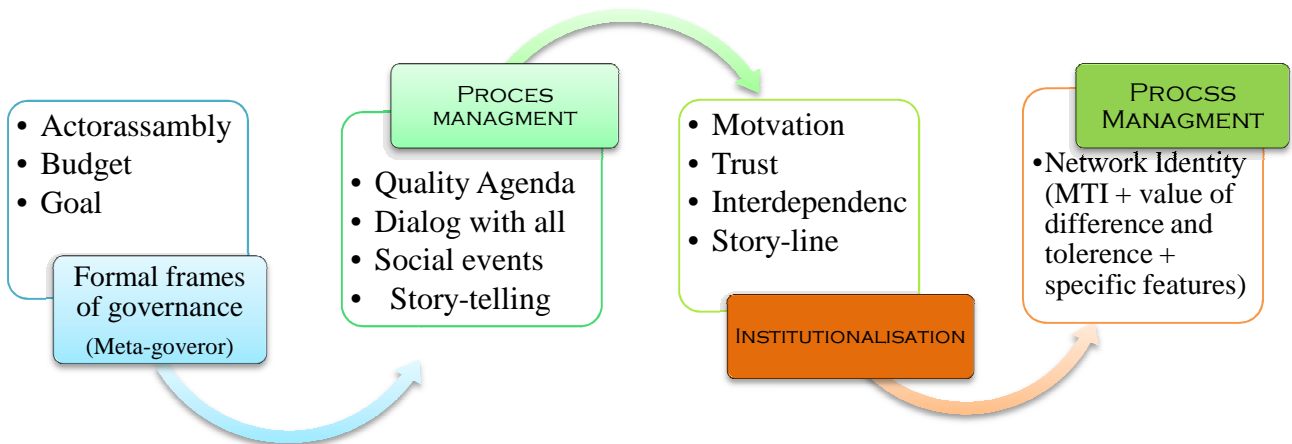 • Actorassambly
• Budget
• Goal
Formal frames
of governance
(Meta-goveror)
PROCES
MANAGMENT
• Quality Agenda
• Dialog with all
• Social events
• Story-telling
• Motvation
• Trust
• Interdependenc
• Story-line
INSTITUTIONALISATION
PROCSS
MANAGMENT
•Network Identity
(MTI + value of
difference and
tolerence +
specific features)